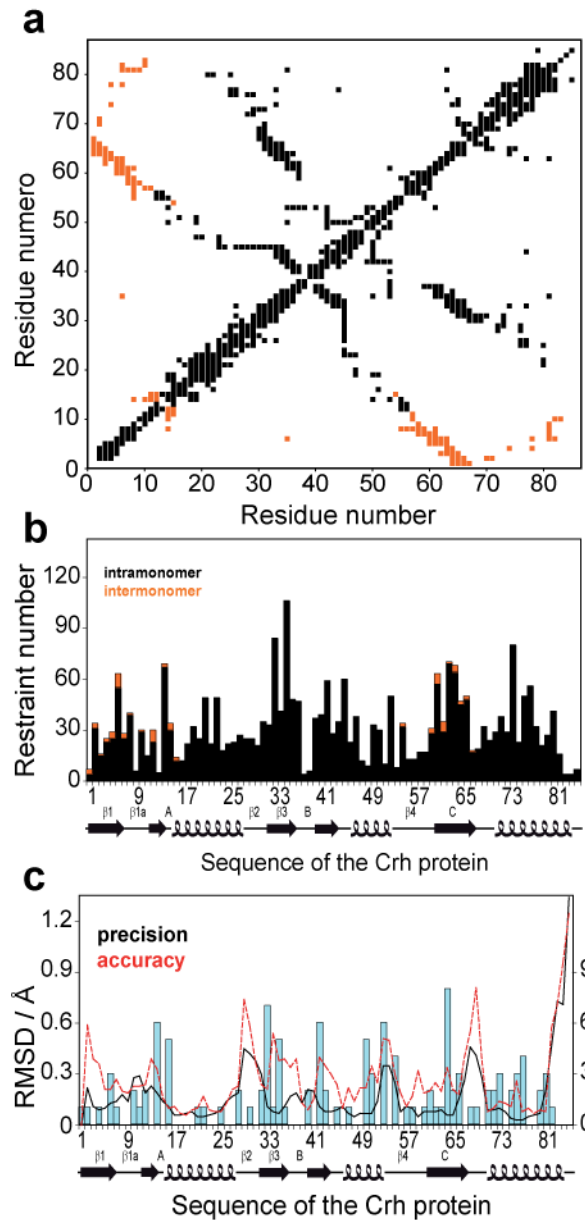 a
80
70
60
50
40
30
20
10
0
Residue numero
0 10 20 30 40 50 60 70 80
Residue number
b
intramonomer
intermonomer
120
90
60
30
0
Restraint number
1 9 17 25 33 41 49 57 65 73 81
β1 β1a A β2 β3 B β4 C
Sequence of the Crh protein
c
precision
accuracy
1.2
0.9
0.6
0.3
0
RMSD / Å
9
6
3
0
1 9 17 25 33 41 49 57 65 73 81
β1 β1a A β2 β3 B β4 C
Sequence of the Crh protein